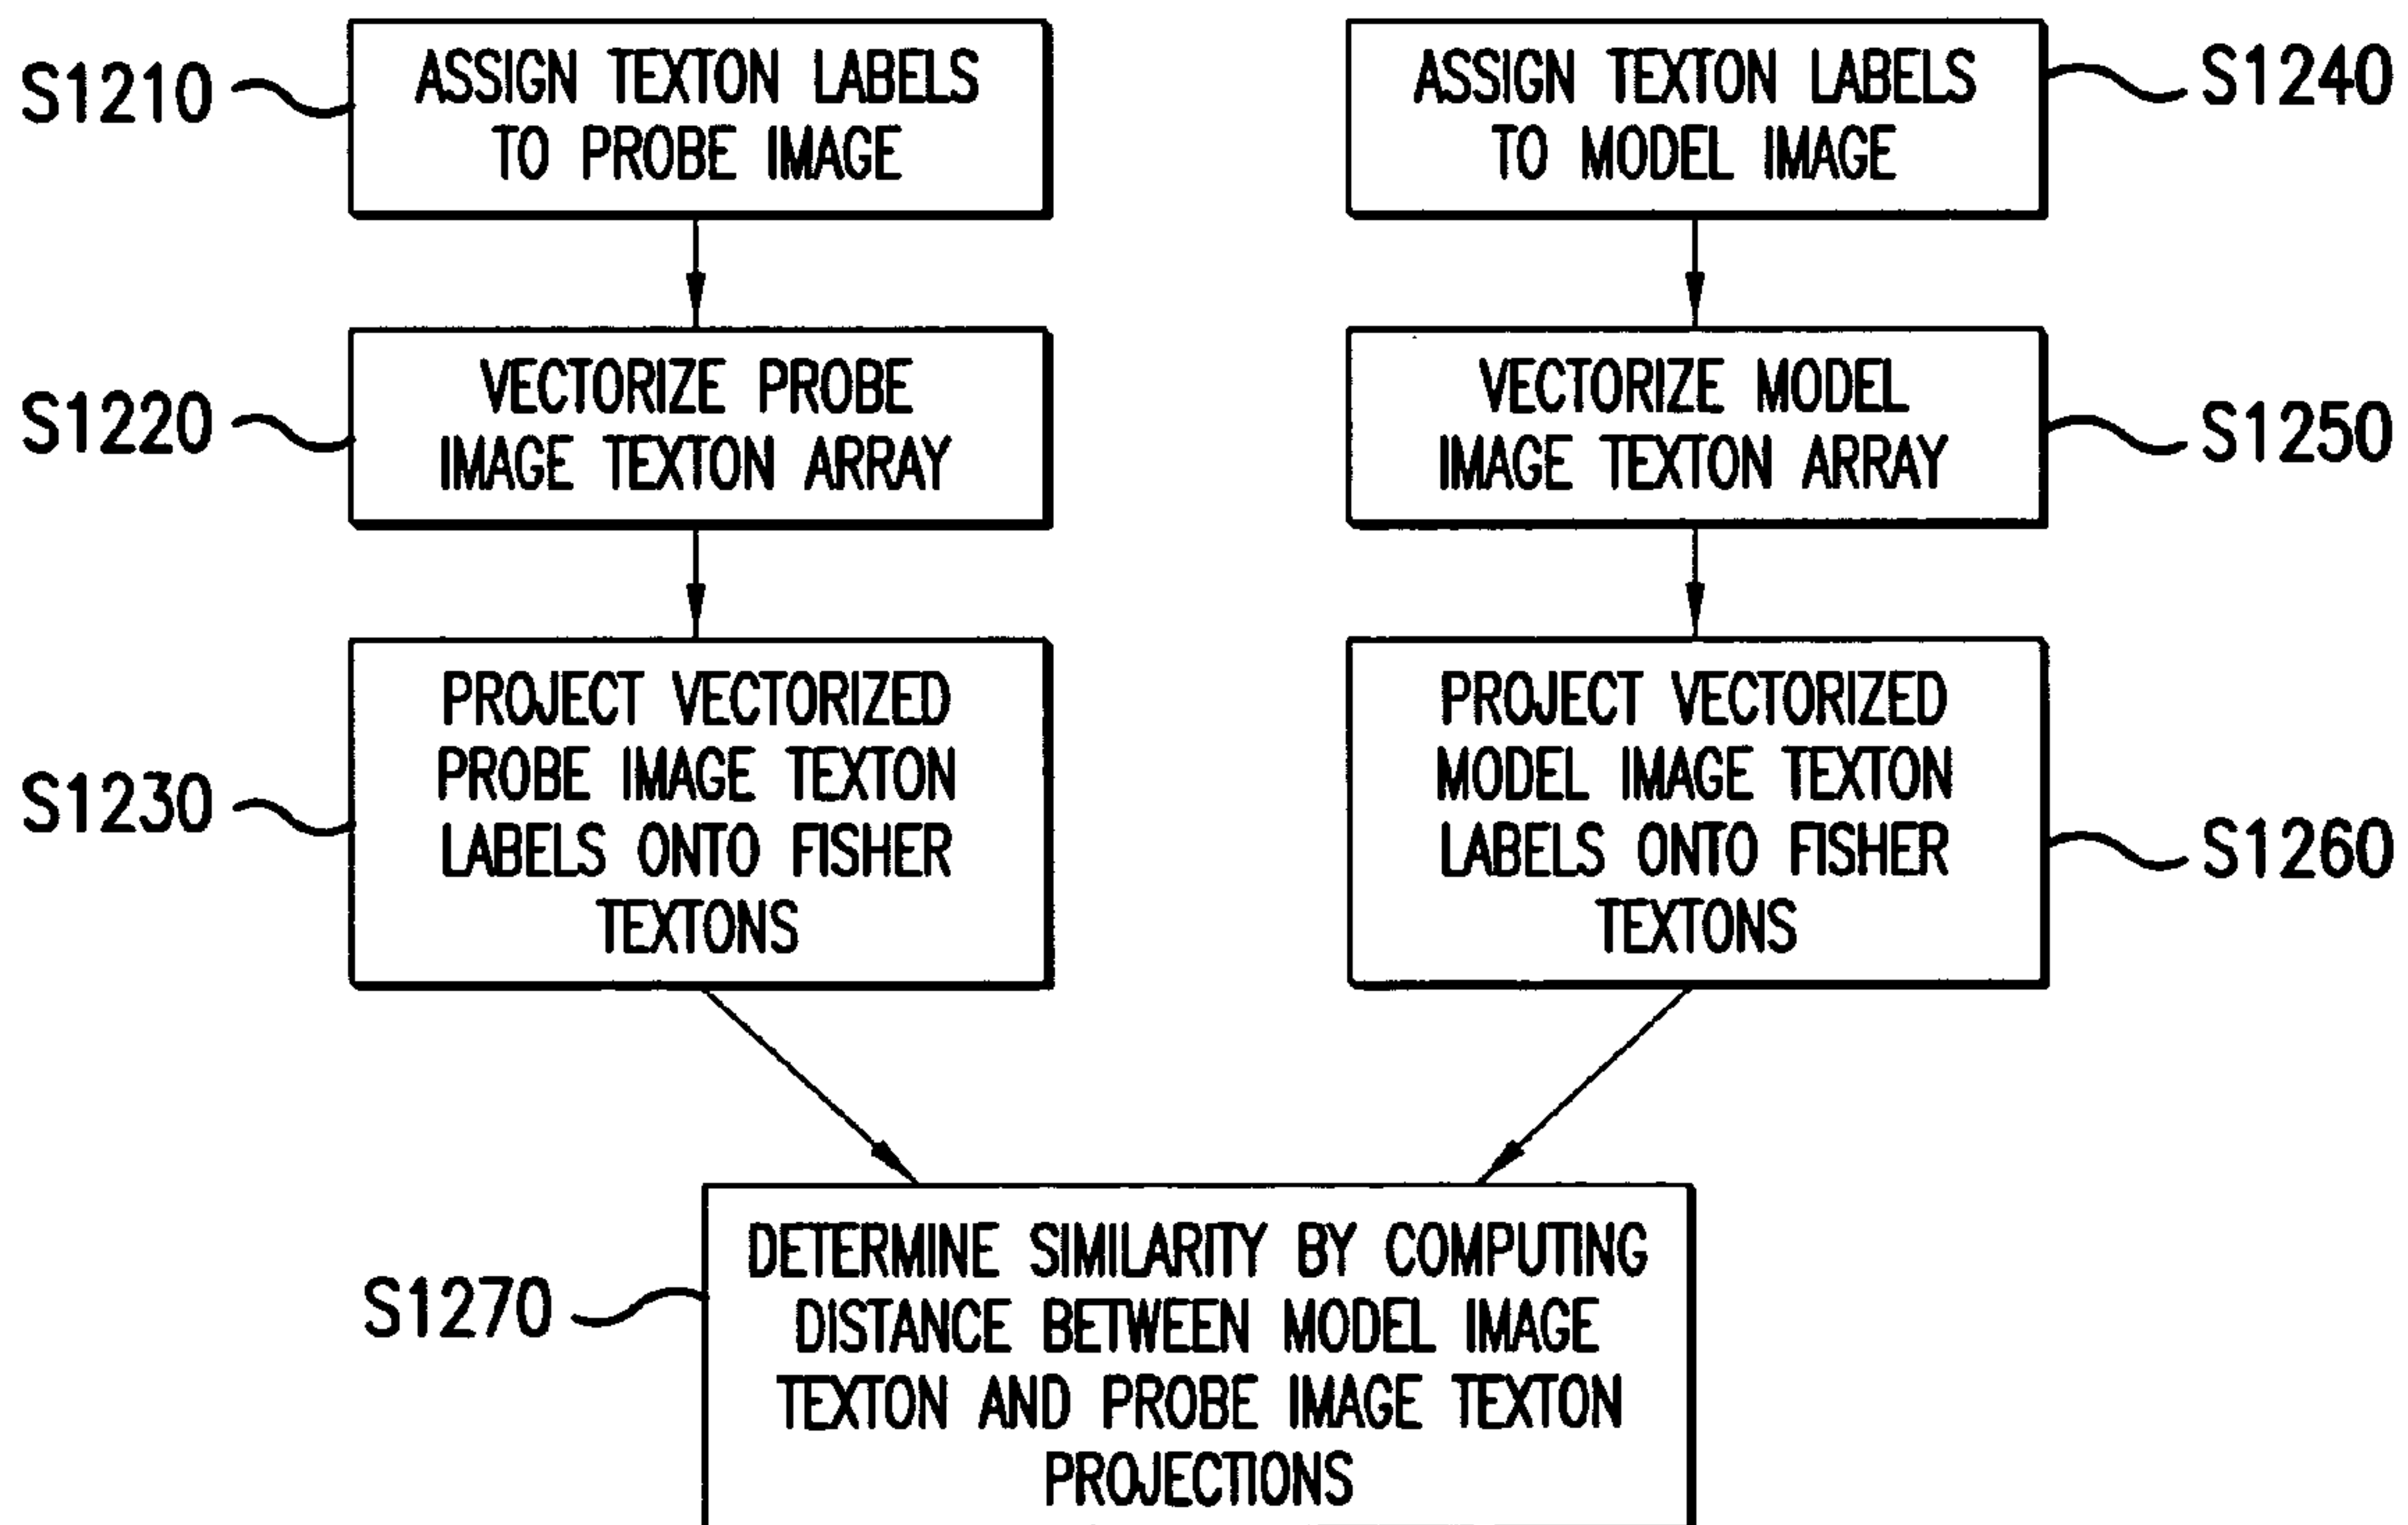 S1210
ASSIGN TEXTON LABELS
TO PROBE IMAGE
S1220
VECTORIZE PROBE
IMAGE TEXTON ARRAY
S1230
PROJECT VECTORIZED
PROBE IMAGE TEXTON
LABELS ONTO FISHER
TEXTONS
ASSIGN TEXTON LABELS
TO MODEL IMAGE
S1240
VECTORIZE MODEL
IMAGE TEXTON ARRAY
S1250
PROJECT VECTORIZED
MODEL IMAGE TEXTON
LABELS ONTO FISHER
TEXTONS
S1260
S1270
DETERMINE SIMILARITY BY COMPUTING
DISTANCE BETWEEN MODEL IMAGE
TEXTON AND PROBE IMAGE TEXTON
PROJECTIONS